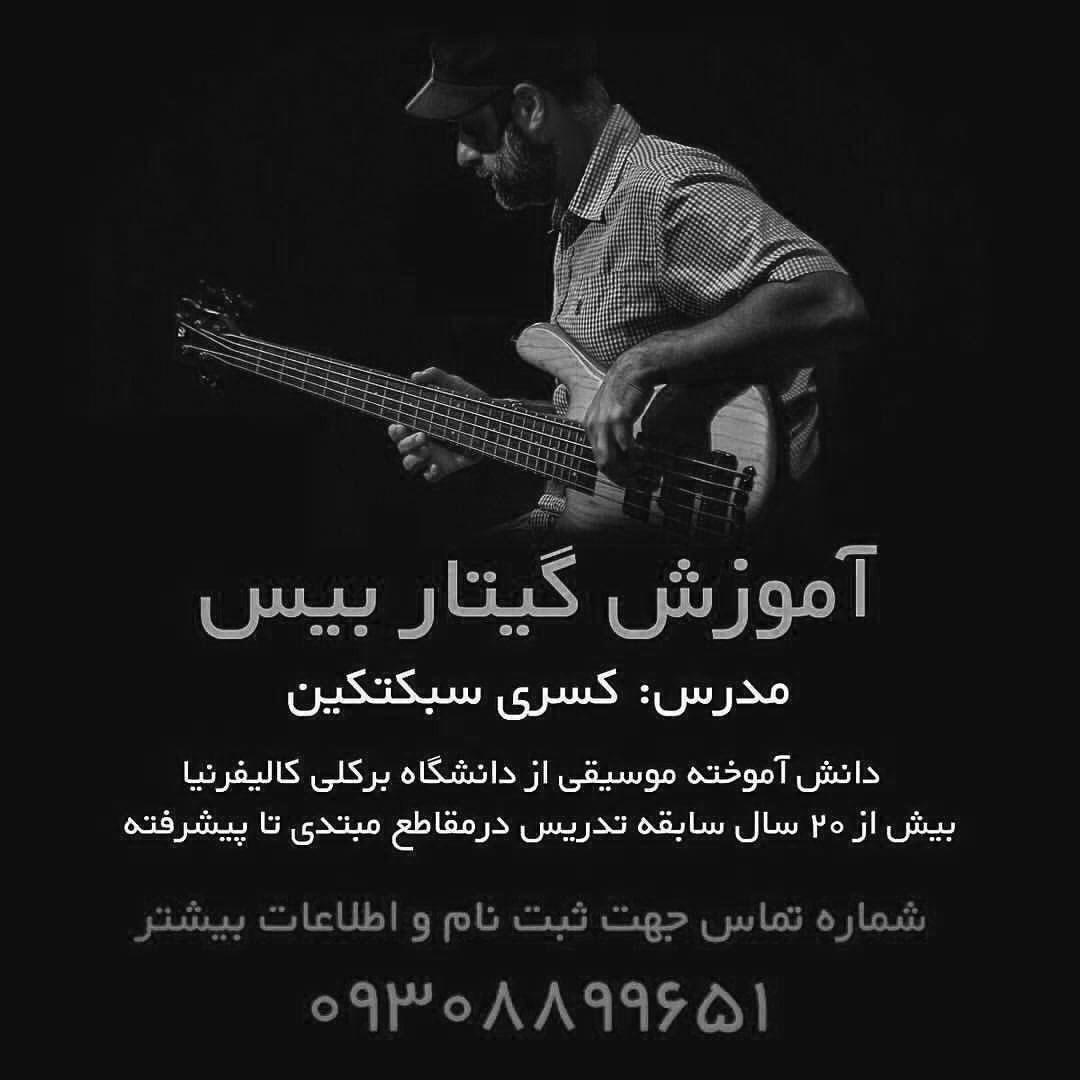 آموزش گیتار بیس
مدرس: کسری سبکتکین
دانش آموخته موسیقی از دانشگاه برکلی کالیفرنیا
بیش از ۲۰ سال سابقه تدریس درمقاطع مبتدی تا پیشرفته
شماره تماس جهت ثبت نام و اطلاعات بیشتر
۰۹۳۰۸۸۹۹۶۵۱